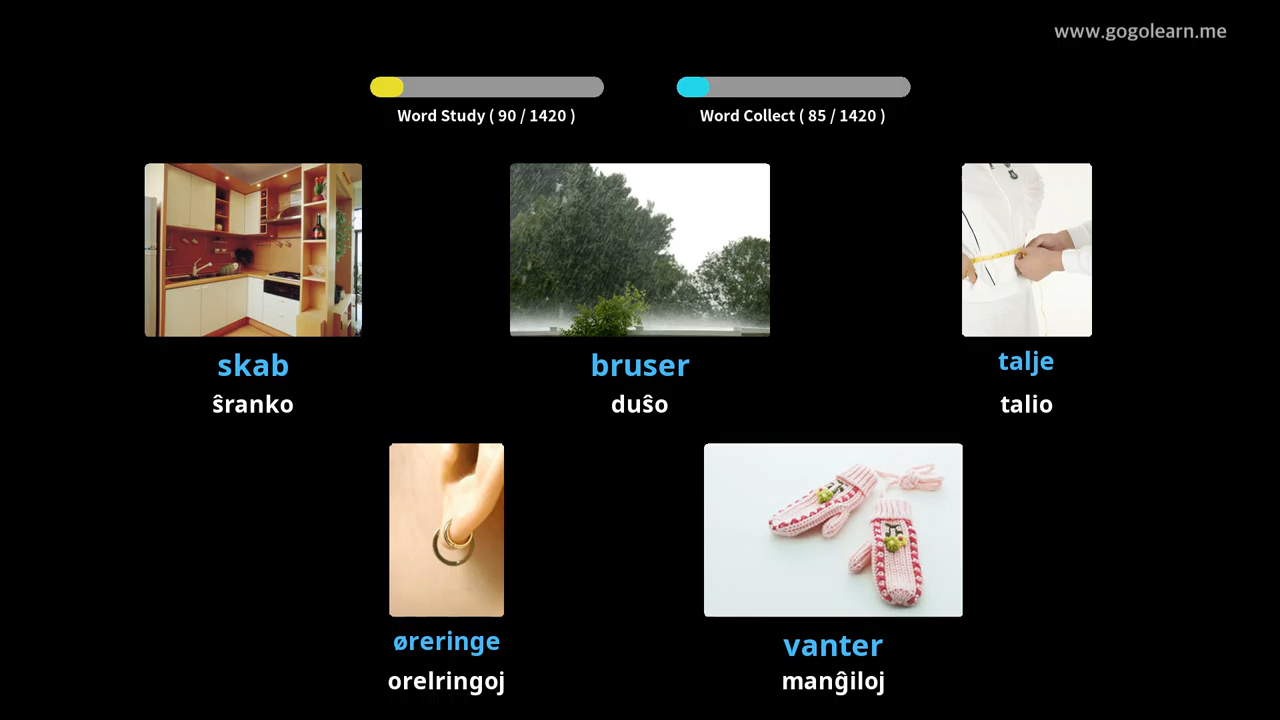 www.gogolearn.me
Word Study ( 90 / 1420 )
Word Collect ( 85 / 1420 )
skab
ŝranko
bruser
duŝo
talje
talio
øreringe
orelringoj
vanter
manĝiloj